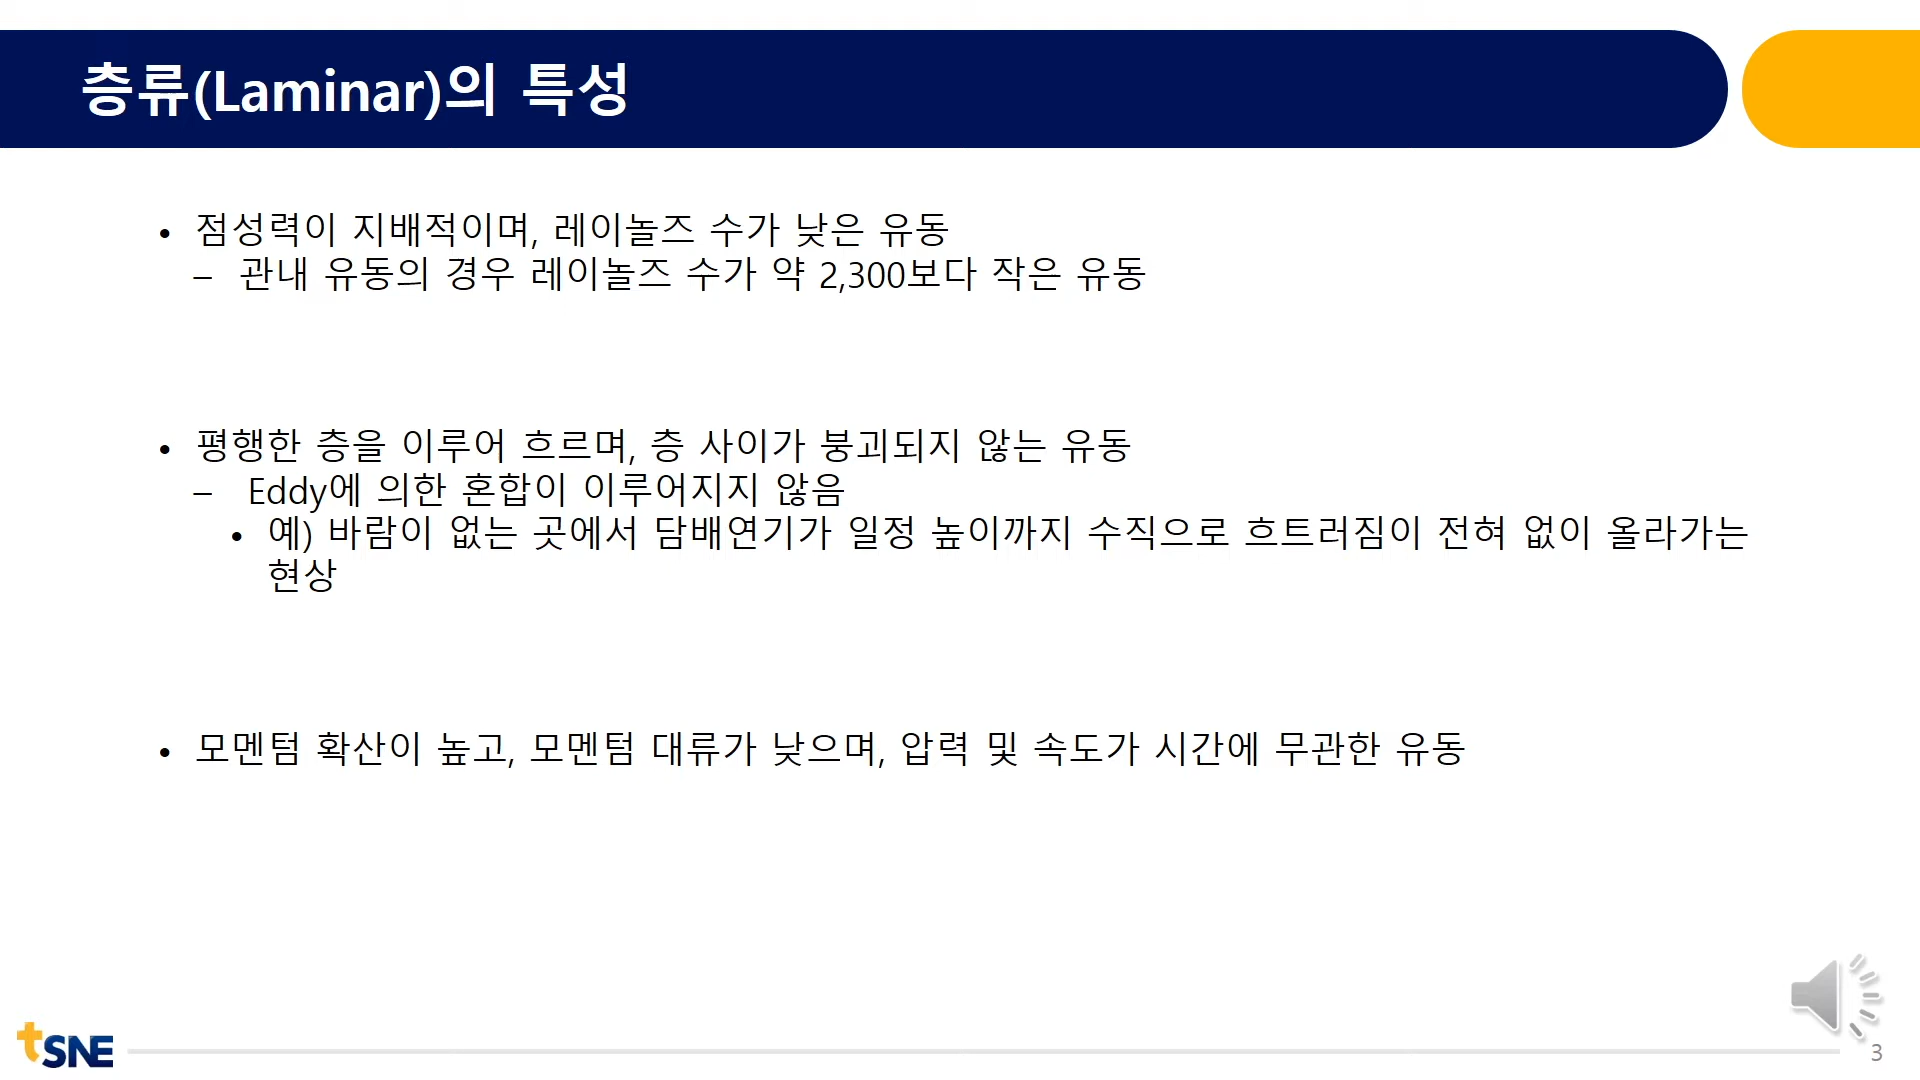 층류(Laminar)의 특성
• 점성력이 지배적이며, 레이놀즈 수가 낮은 유동
– 관내 유동의 경우 레이놀즈 수가 약 2,300보다 작은 유동
• 평행한 층을 이루어 흐르며, 층 사이가 붕괴되지 않는 유동
– Eddy에 의한 혼합이 이루어지지 않음
• 예) 바람이 없는 곳에서 담배연기가 일정 높이까지 수직으로 흐트러짐이 전혀 없이 올라가는
현상
• 모멘텀 확산이 높고, 모멘텀 대류가 낮으며, 압력 및 속도가 시간에 무관한 유동
tSNE
3